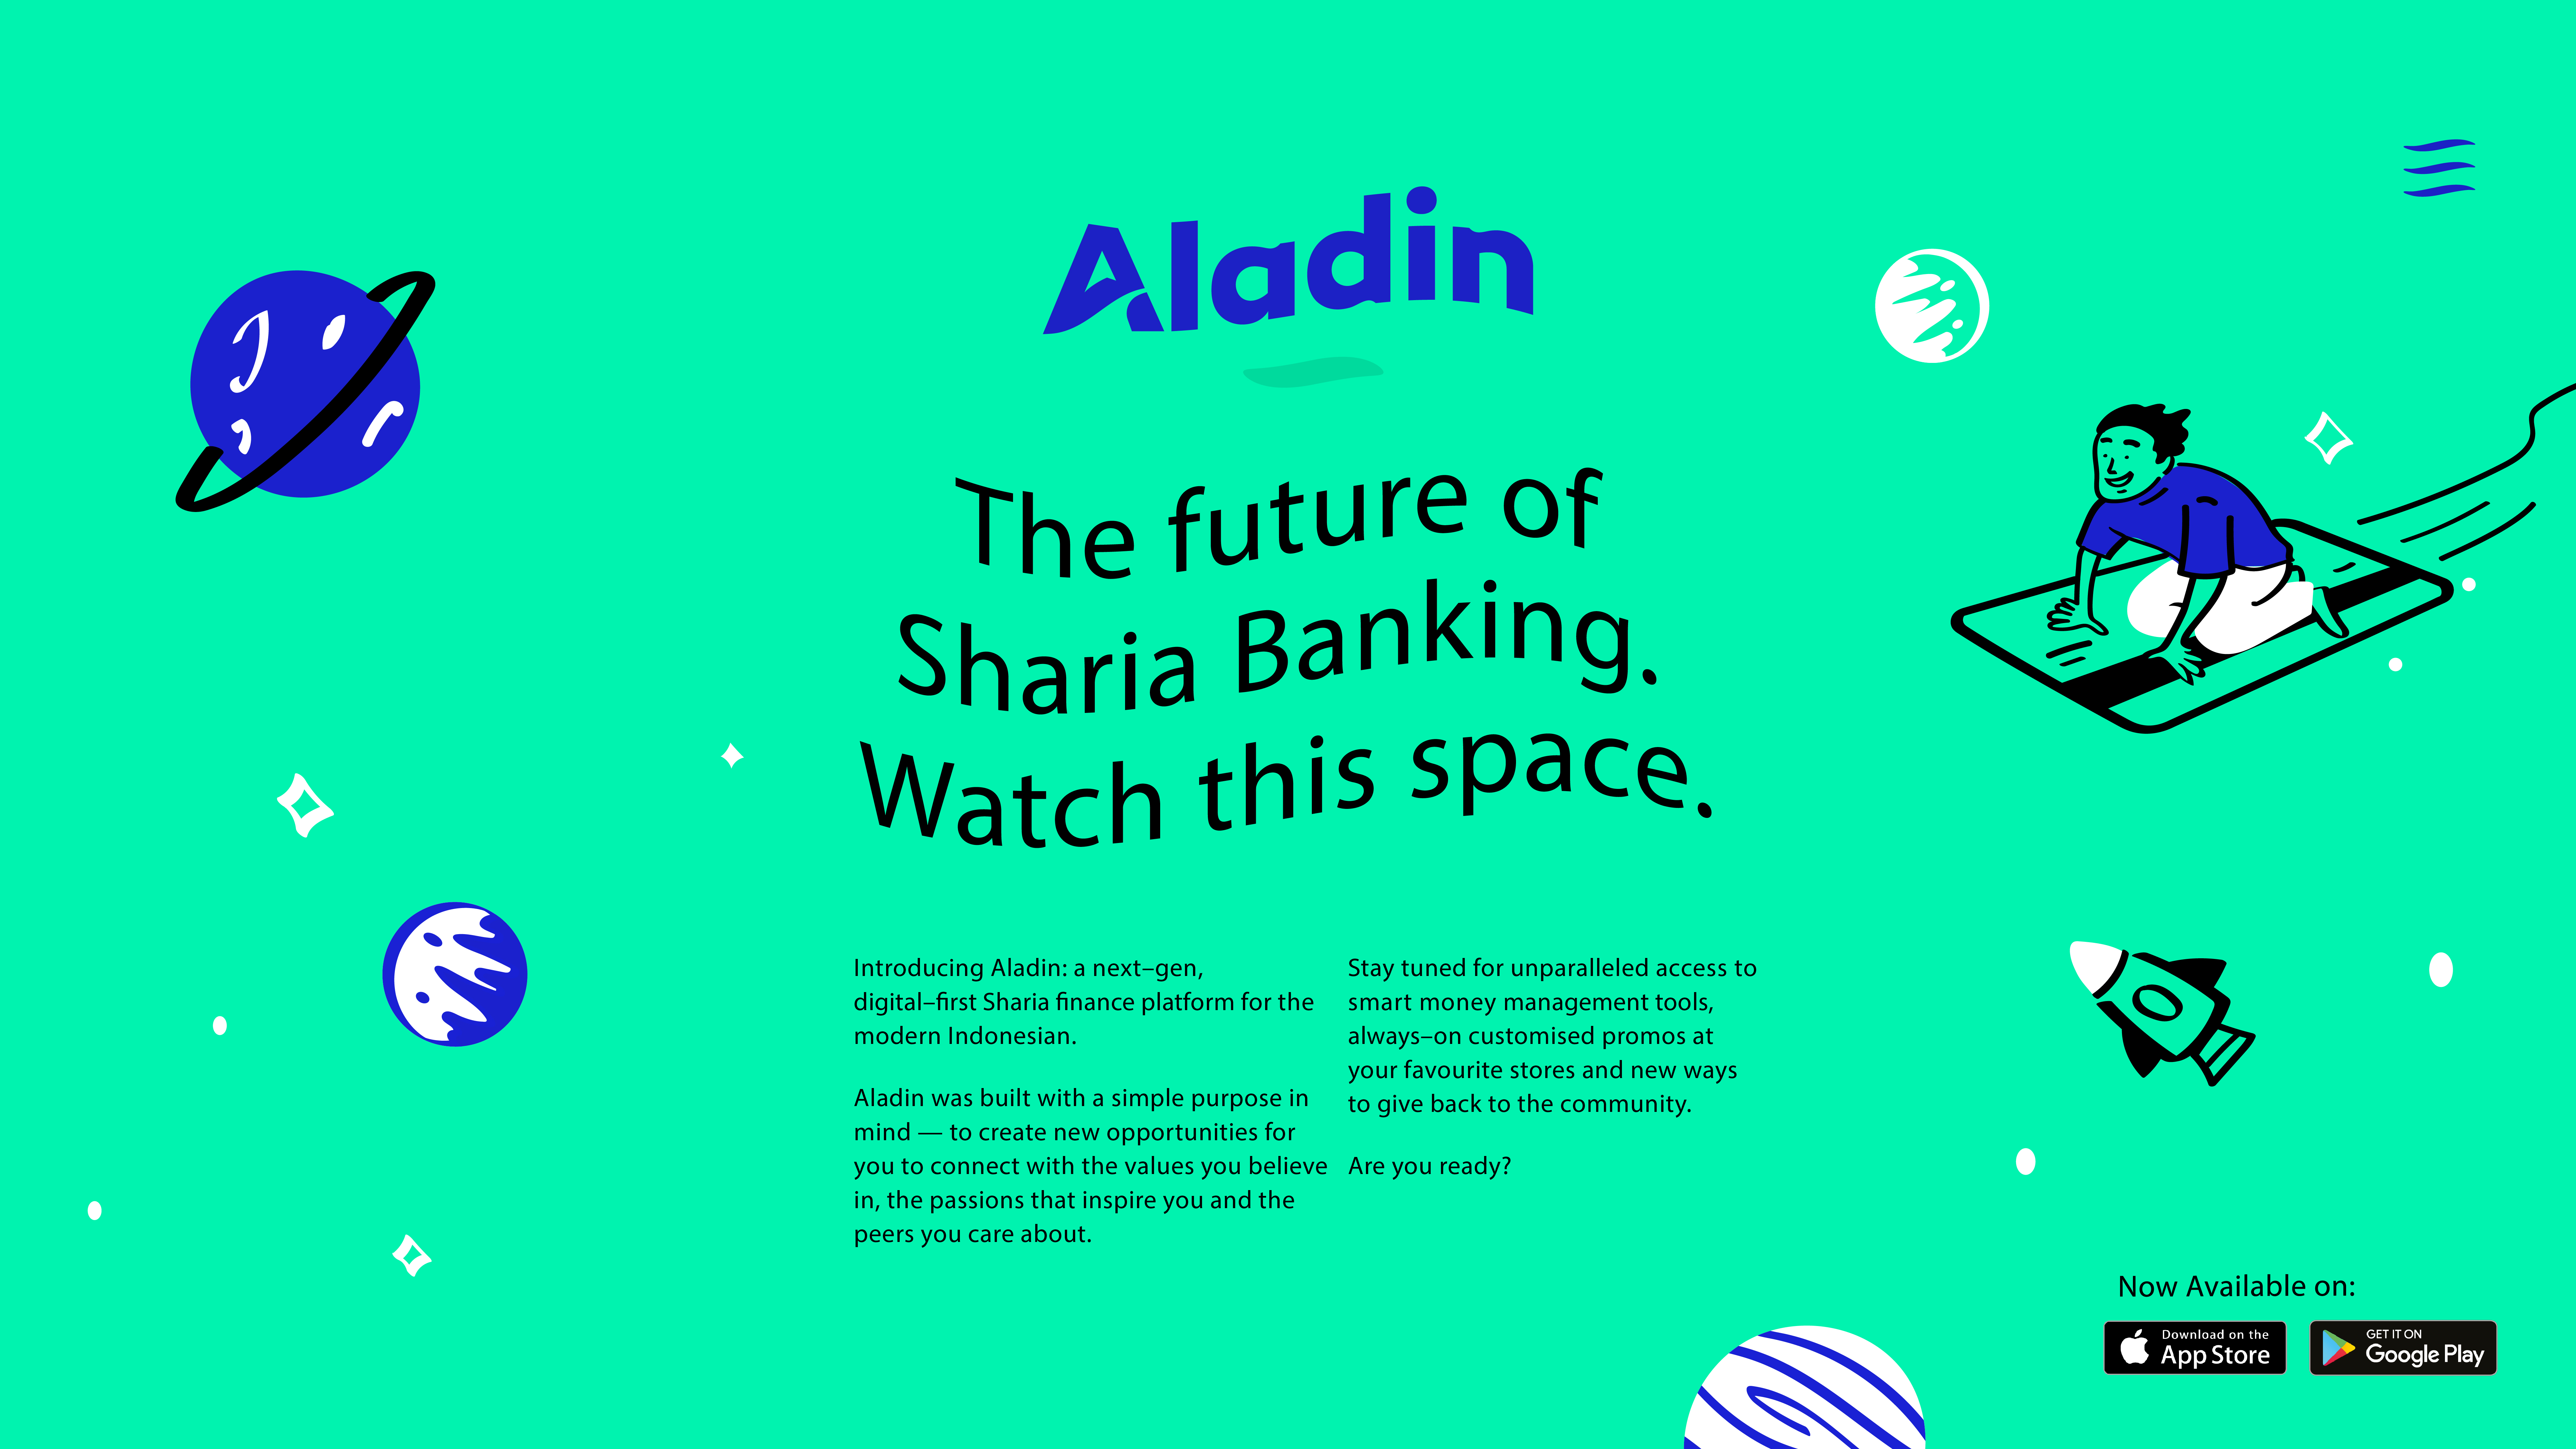 Aladin
The future of
Sharia Banking.
Watch this space.
Introducing Aladin: a next–gen,
digital–first Sharia finance platform for the
modern Indonesian.
Aladin was built with a simple purpose in
mind — to create new opportunities for
you to connect with the values you believe
in, the passions that inspire you and the
peers you care about.
Stay tuned for unparalleled access to
smart money management tools,
always–on customised promos at
your favourite stores and new ways
to give back to the community.
Are you ready?
Now Available on:
Download on the
App Store
GET IT ON
Google Play